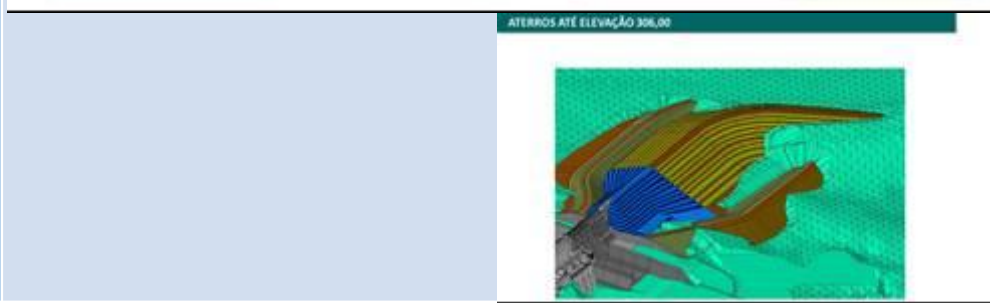 ATERROS ATÉ ELEVAÇÃO 306,00